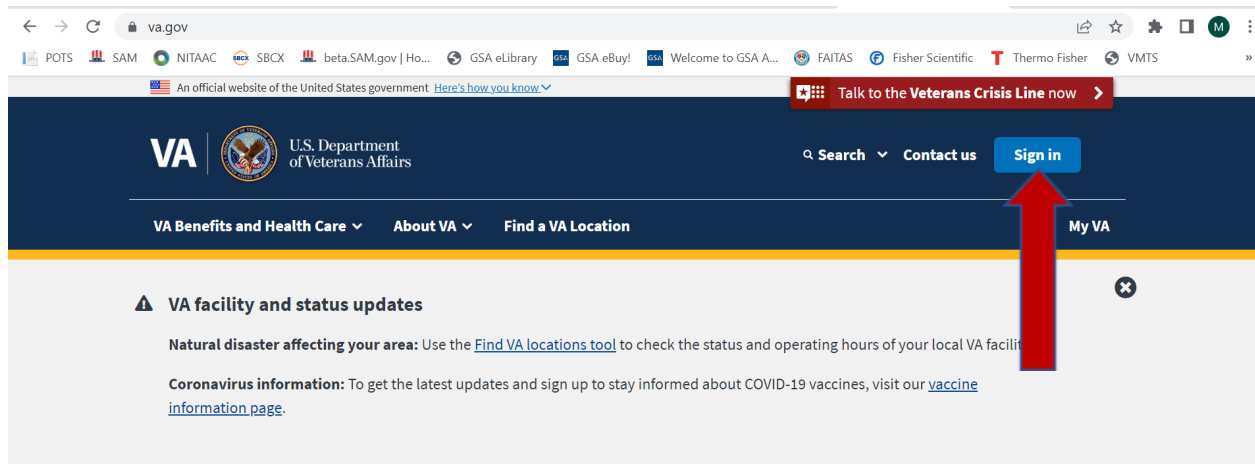 va.gov
M
POTS SAM NITAAC SBCX SBCX beta.SAM.gov | Ho... GSA eLibrary GSA GSA eBuy! GSA Welcome to GSA A... FAITAS Fisher Scientific T Thermo Fisher VMTS »
An official website of the United States government Here's how you know
Talk to the Veterans Crisis Line now
VA
U.S. Department
of Veterans Affairs
Search Contact us Sign in
VA Benefits and Health Care About VA Find a VA Location My VA
VA facility and status updates
Natural disaster affecting your area: Use the Find VA locations tool to check the status and operating hours of your local VA facilit
Coronavirus information: To get the latest updates and sign up to stay informed about COVID-19 vaccines, visit our vaccine
information page.